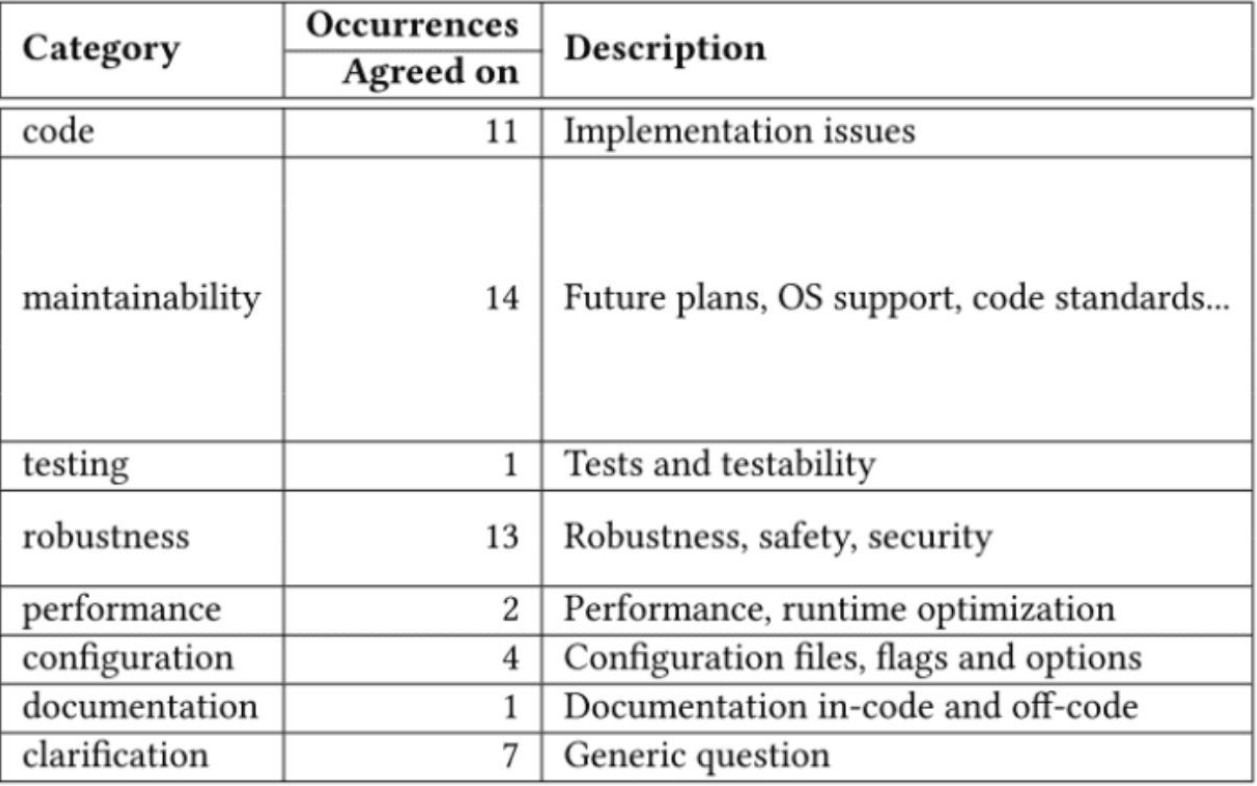 Category Occurrences Description
Agreed on
code 11 Implementation issues
maintainability 14 Future plans, OS support, code standards...
testing 1 Tests and testability
robustness 13 Robustness, safety, security
performance 2 Performance, runtime optimization
configuration 4 Configuration files, flags and options
documentation 1 Documentation in-code and off-code
clarification 7 Generic question